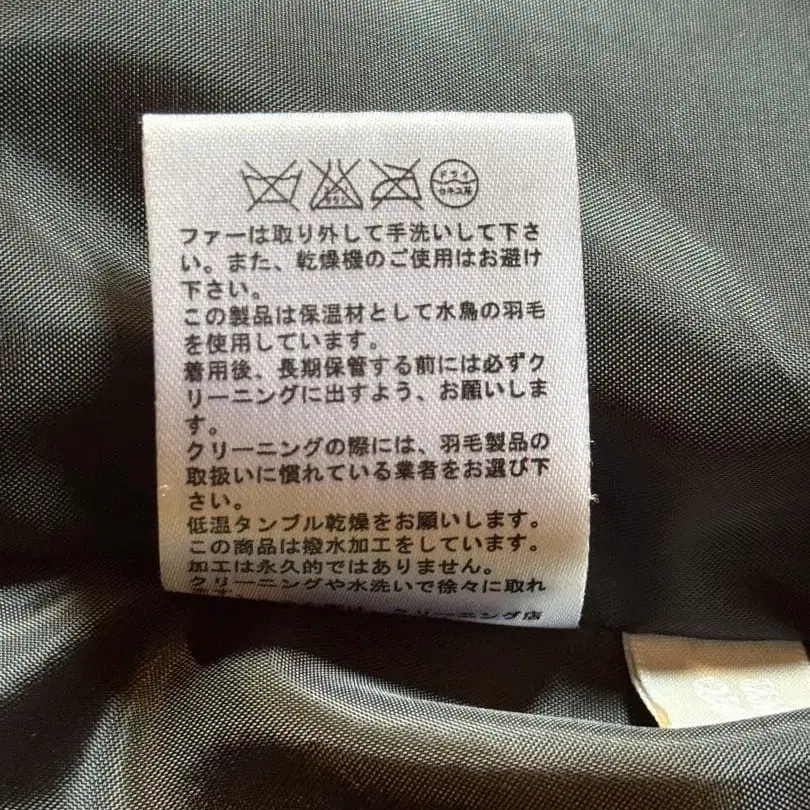 ドライ
セキユ系
ファーは取り外して手洗いして下さ
い。また、乾燥機のご使用はお避け
下さい。
この製品は保温材として水鳥の羽毛
を使用しています。
着用後、長期保管する前には必ずク
リーニングに出すよう、お願いしま
す。
クリーニングの際には、羽毛製品の
取扱いに慣れている業者をお選び下
さい。
低温タンブル乾燥をお願いします。
この商品は撥水加工をしています。
加工は永久的ではありません。
クリーニングや水洗いで徐々に取れ
クリーニング店